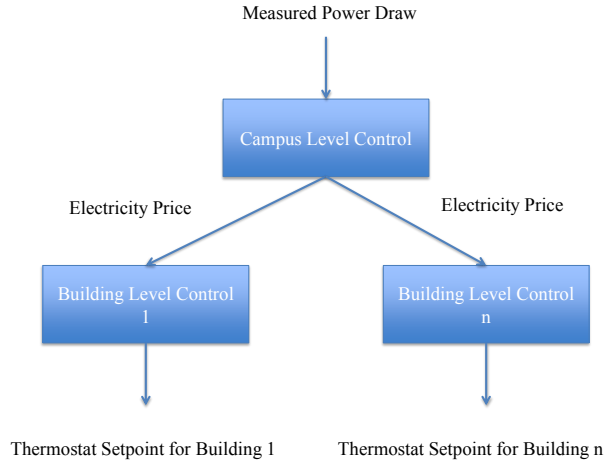 Measured Power Draw
Campus Level Control
Electricity Price
Electricity Price
Building Level Control
1
Building Level Control
n
Thermostat Setpoint for Building 1
Thermostat Setpoint for Building n